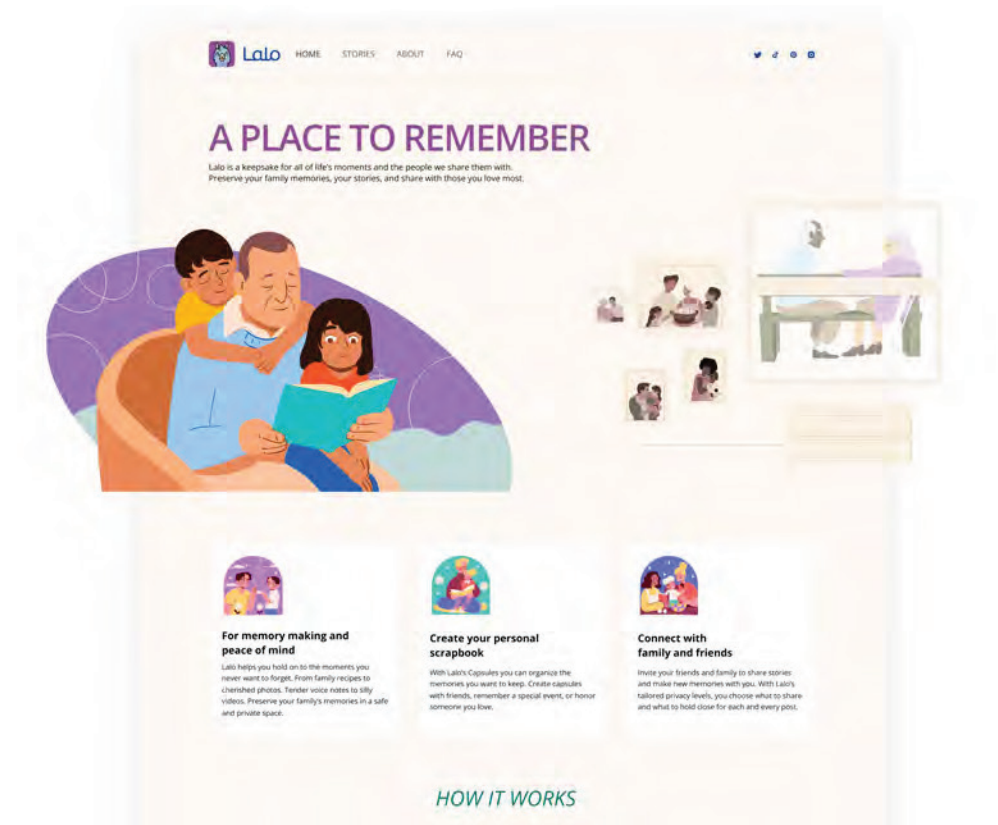 Lalo HOME STORIES ABOUT FAQ
A PLACE TO REMEMBER
Lalo is a keepsake for all of life's moments and the people we share them with.
Preserve your family memories, your stories, and share with those you love most.
For memory making and
peace of mind
Lalo helps you hold on to the moments you
never want to forget. From family recipes to
cherished photos. Tender voice notes to silly
videos. Preserve your family's memories in a safe
and private space.
Create your personal
scrapbook
With Lalo's Capsules you can organize the
memories you want to keep. Create capsules
with friends, remember a special event, or honor
someone you love.
Connect with
family and friends
Invite your friends and family to share stories
and make new memories with you. With Lalo's
tailored privacy levels, you choose what to share
and what to hold close for each and every post.
HOW IT WORKS